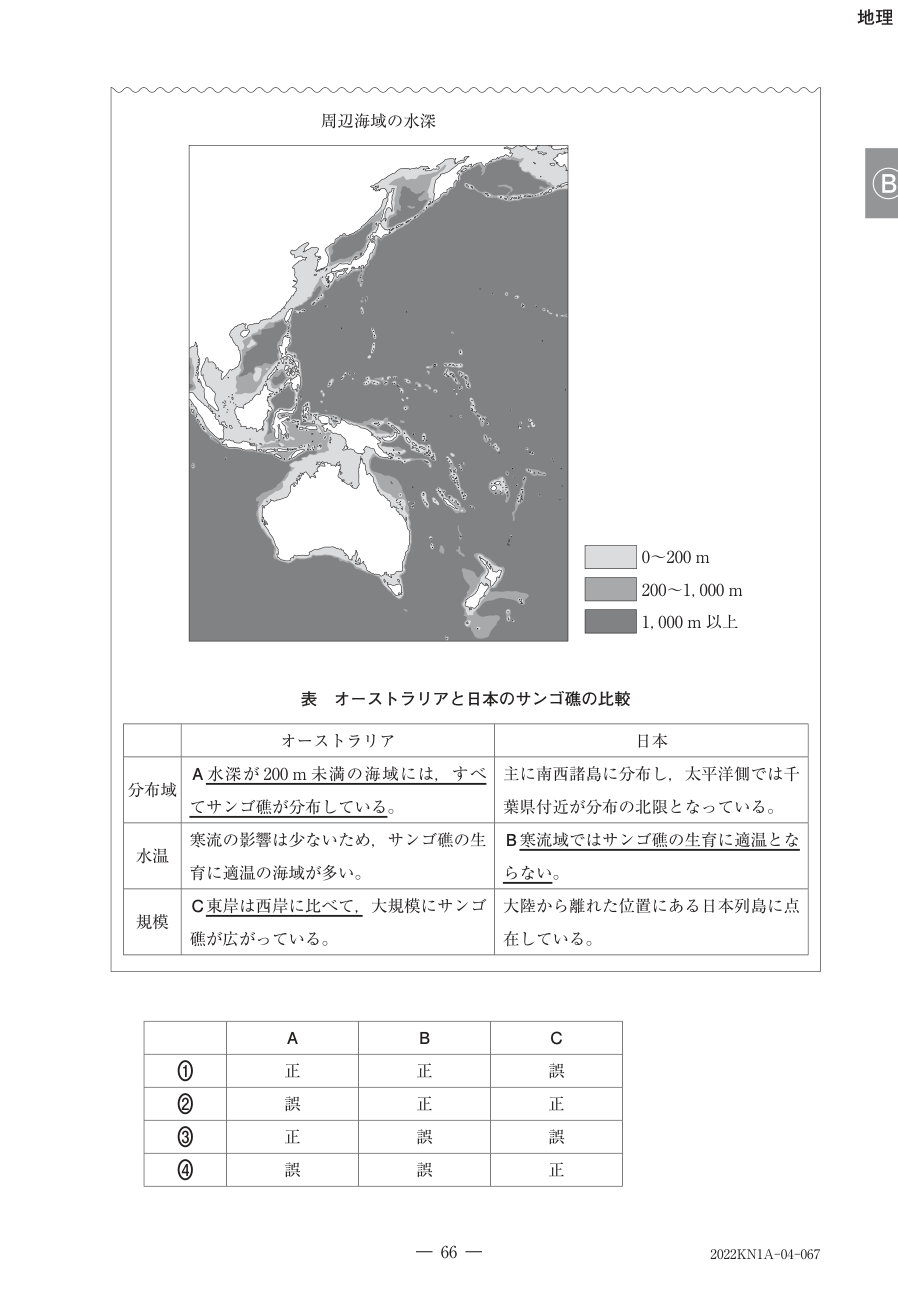 地理
Ⓑ
周辺海域の水深
0～200 m
200～1,000 m
1,000 m 以上
表　オーストラリアと日本のサンゴ礁の比較
オーストラリア
日本
分布域
A水深が200 m 未満の海域には，すべ
てサンゴ礁が分布している。
主に南西諸島に分布し，太平洋側では千
葉県付近が分布の北限となっている。
水温
寒流の影響は少ないため，サンゴ礁の生
育に適温の海域が多い。
B寒流域ではサンゴ礁の生育に適温とな
らない。
規模
C東岸は西岸に比べて，大規模にサンゴ
礁が広がっている。
大陸から離れた位置にある日本列島に点
在している。
A B C
① 正 正 誤
② 誤 正 正
③ 正 誤 誤
④ 誤 誤 正
― 66 ―
2022KN1A-04-067